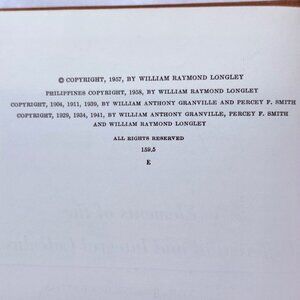 © COPYRIGHT, 1957, BY WILLIAM RAYMOND LONGLEY
PHILIPPINES COPYRIGHT, 1958, BY WILLIAM RAYMOND LONGLEY
COPYRIGHT, 1904, 1911, 1939, BY WILLIAM ANTHONY GRANVILLE AND PERCEY F. SMITH
COPYRIGHT, 1929, 1934, 1941, BY WILLIAM ANTHONY GRANVILLE, PERCEY F. SMITH
AND WILLIAM RAYMOND LONGLEY
ALL RIGHTS RESERVED
159.5
E